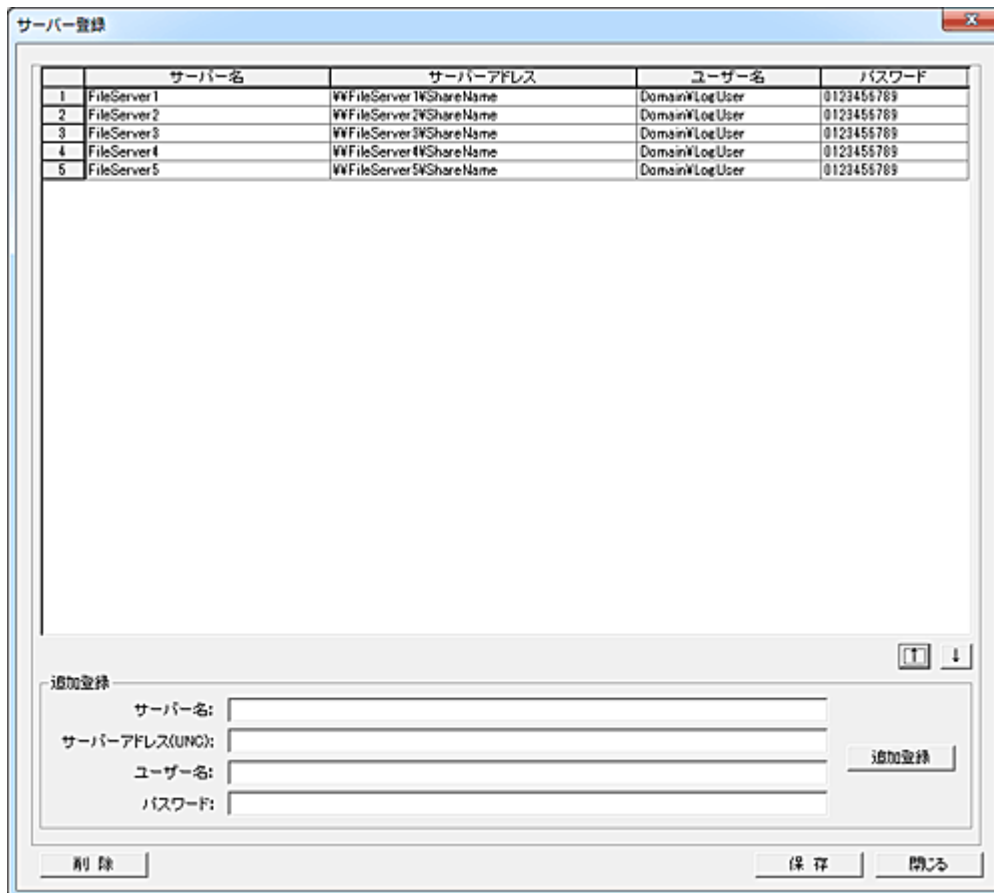 サーバー登録
サーバー名 サーバーアドレス ユーザー名 パスワード
1 FileServer1 ¥¥FileServer1¥ShareName Domain¥LogUser 0123456789
2 FileServer2 ¥¥FileServer2¥ShareName Domain¥LogUser 0123456789
3 FileServer3 ¥¥FileServer3¥ShareName Domain¥LogUser 0123456789
4 FileServer4 ¥¥FileServer4¥ShareName Domain¥LogUser 0123456789
5 FileServer5 ¥¥FileServer5¥ShareName Domain¥LogUser 0123456789
↑ ↓
追加登録
サーバー名:
サーバーアドレス(UNC):
ユーザー名:
パスワード:
追加登録
削 除 保 存 閉じる